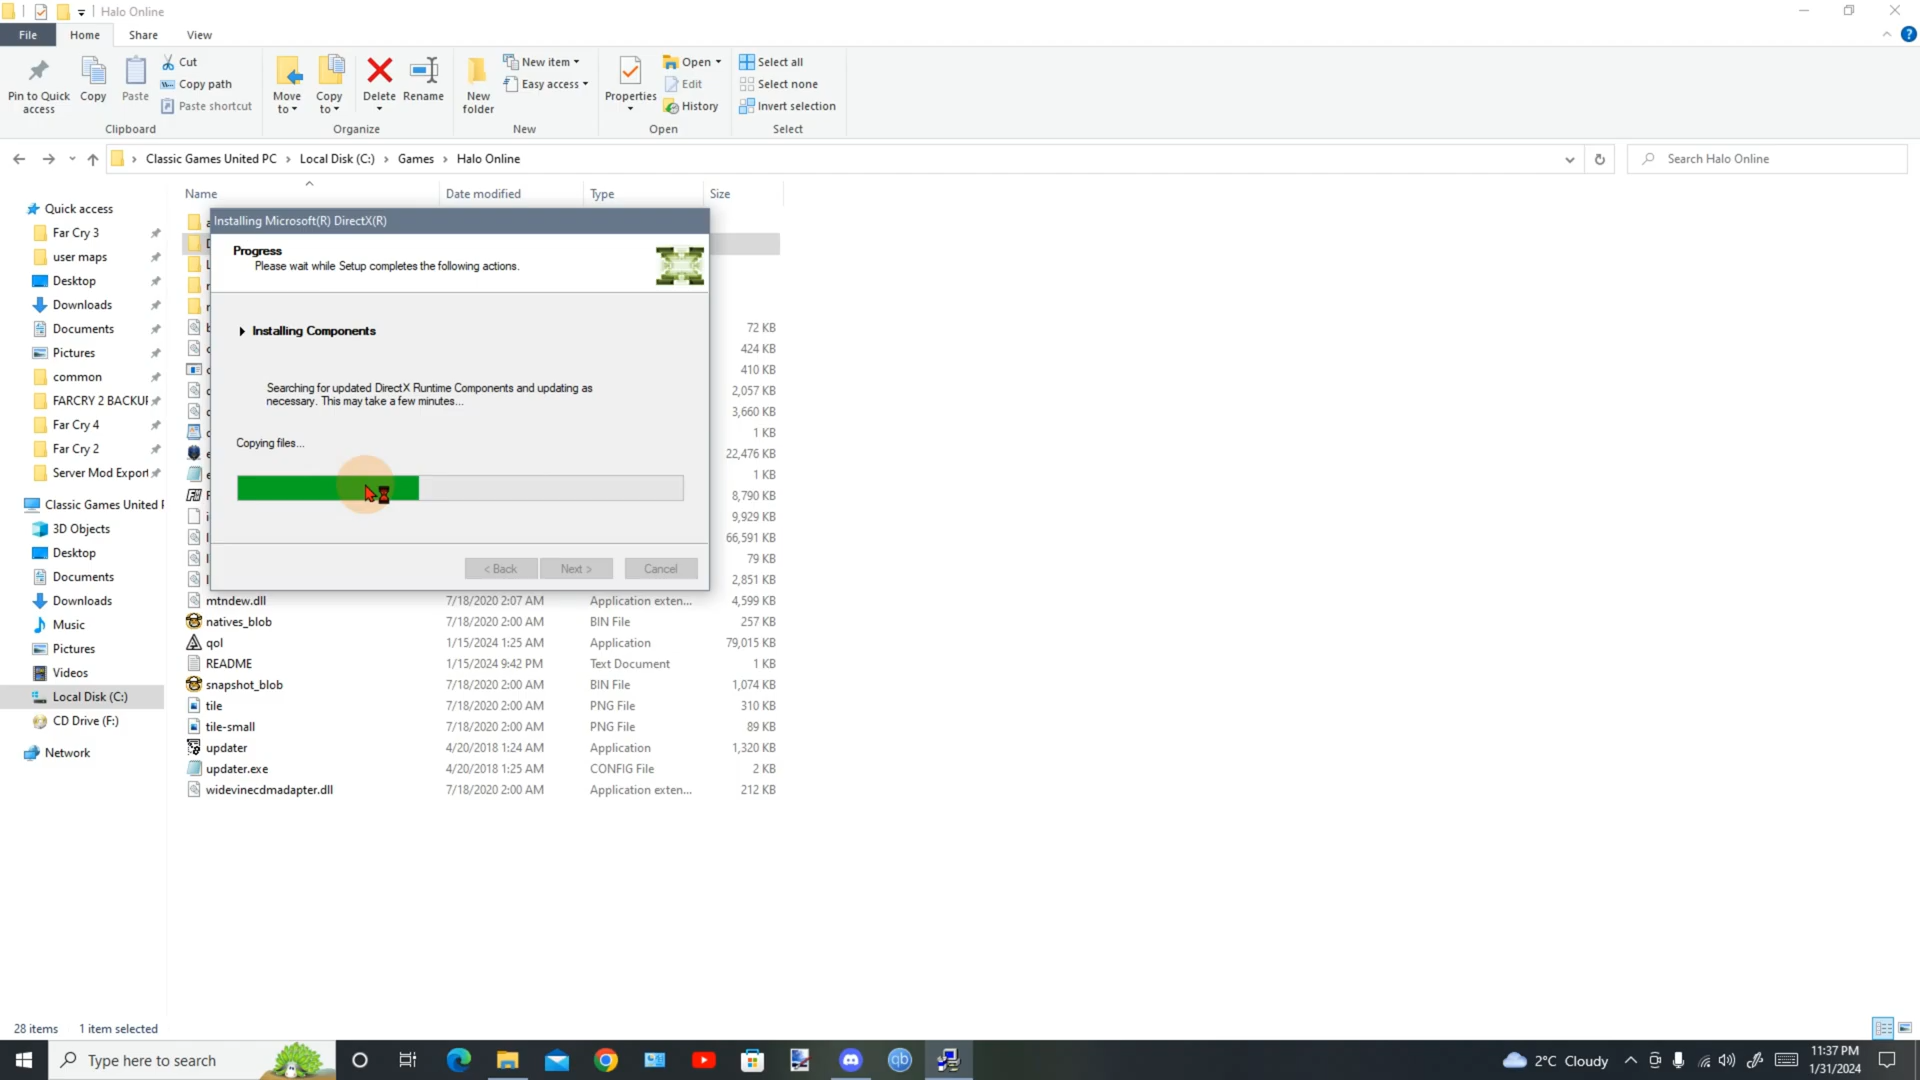 Halo Online
File
Home
Share
View
Pin to Quick
access
Copy
Paste
Cut
Copy path
Paste shortcut
Clipboard
Move
to
Copy
to
Delete
Rename
Organize
New
folder
New item
Easy access
New
Properties
Open
Edit
History
Open
Select all
Select none
Invert selection
Select
Classic Games United PC > Local Disk (C:) > Games > Halo Online
Search Halo Online
Name
Date modified
Type
Size
Quick access
Far Cry 3
user maps
Desktop
Downloads
Documents
Pictures
common
FARCRY 2 BACKUF
Far Cry 4
Far Cry 2
Server Mod Export
Classic Games United F
3D Objects
Desktop
Documents
Downloads
Music
Pictures
Videos
Local Disk (C:)
CD Drive (F:)
Network
Installing Microsoft(R) DirectX(R)
Progress
Please wait while Setup completes the following actions.
Installing Components
Searching for updated DirectX Runtime Components and updating as
necessary. This may take a few minutes...
Copying files...
< Back
Next >
Cancel
72 KB
424 KB
410 KB
2,057 KB
3,660 KB
1 KB
22,476 KB
1 KB
8,790 KB
9,929 KB
66,591 KB
79 KB
2,851 KB
mtndew.dll 7/18/2020 2:07 AM Application exten... 4,599 KB
natives_blob 7/18/2020 2:00 AM BIN File 257 KB
qol 1/15/2024 1:25 AM Application 79,015 KB
README 1/15/2024 9:42 PM Text Document 1 KB
snapshot_blob 7/18/2020 2:00 AM BIN File 1,074 KB
tile 7/18/2020 2:00 AM PNG File 310 KB
tile-small 7/18/2020 2:00 AM PNG File 89 KB
updater 4/20/2018 1:24 AM Application 1,320 KB
updater.exe 4/20/2018 1:25 AM CONFIG File 2 KB
widevinecdmadapter.dll 7/18/2020 2:00 AM Application exten... 212 KB
28 items
1 item selected
Type here to search
qb
2°C Cloudy
11:37 PM
1/31/2024